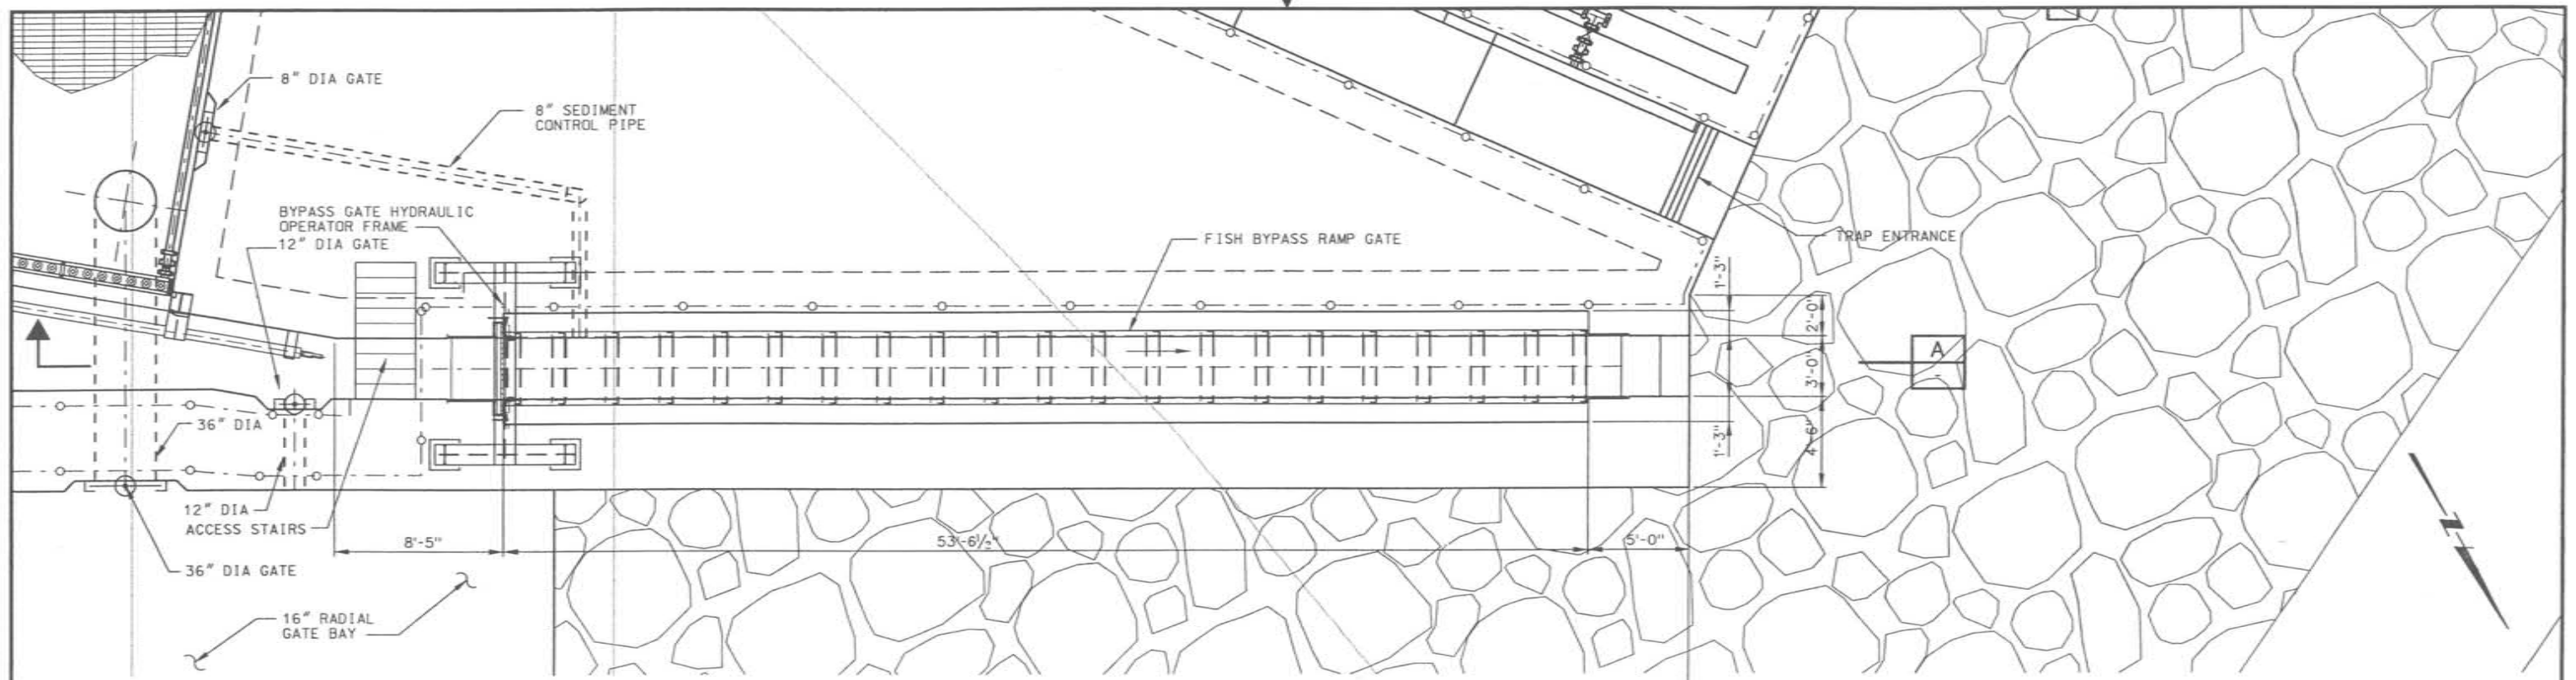 8" DIA GATE
8" SEDIMENT
CONTROL PIPE
BYPASS GATE HYDRAULIC
OPERATOR FRAME
12" DIA GATE
FISH BYPASS RAMP GATE
TRAP ENTRANCE
1'-3"
2'-0"
3'-0"
1'-3"
4'-6"
A
-
36" DIA
12" DIA
ACCESS STAIRS
8'-5"
53'-6½"
5'-0"
36" DIA GATE
16" RADIAL
GATE BAY
N